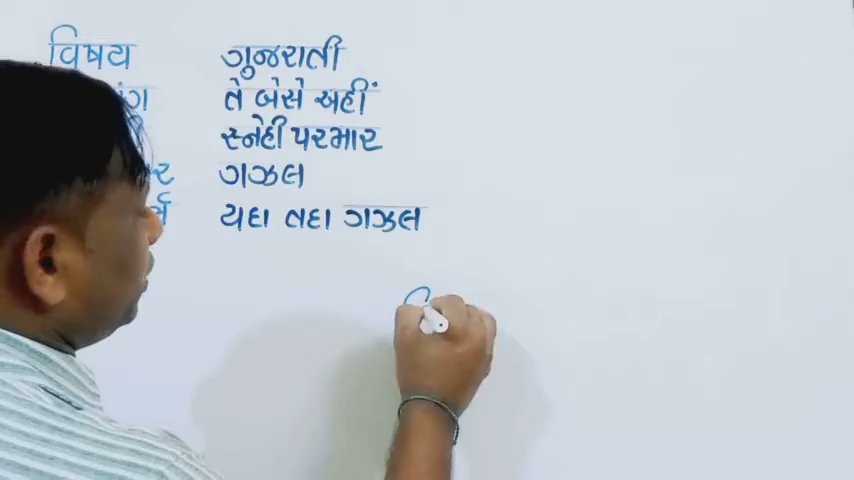 વિષય ગુજરાતી
તે બેસે અહીં
સ્નેહી પરમાર
ગઝલ
યદા તદા ગઝલ